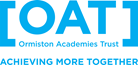 [OAT]
Ormiston Academies Trust
ACHIEVING MORE TOGETHER